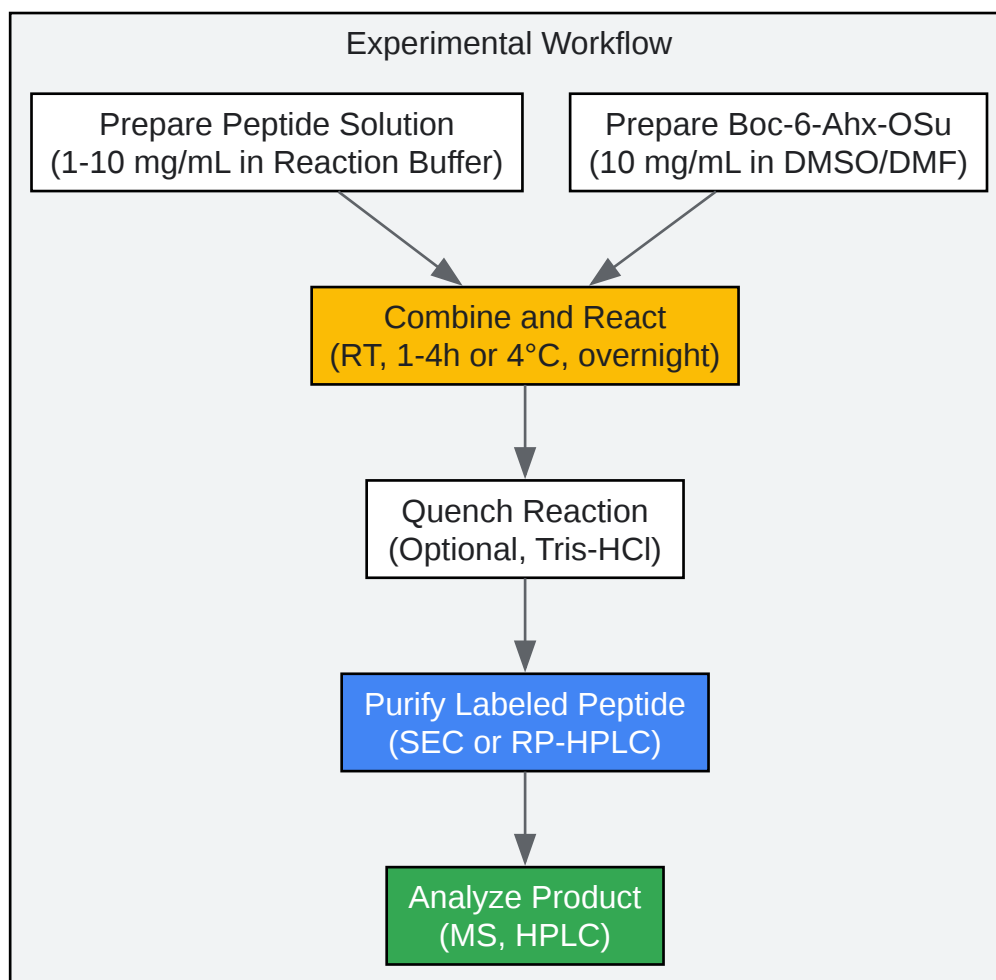 Experimental Workflow
Prepare Peptide Solution
(1-10 mg/mL in Reaction Buffer)
Prepare Boc-6-Ahx-OSu
(10 mg/mL in DMSO/DMF)
Combine and React
(RT, 1-4h or 4°C, overnight)
Quench Reaction
(Optional, Tris-HCl)
Purify Labeled Peptide
(SEC or RP-HPLC)
Analyze Product
(MS, HPLC)